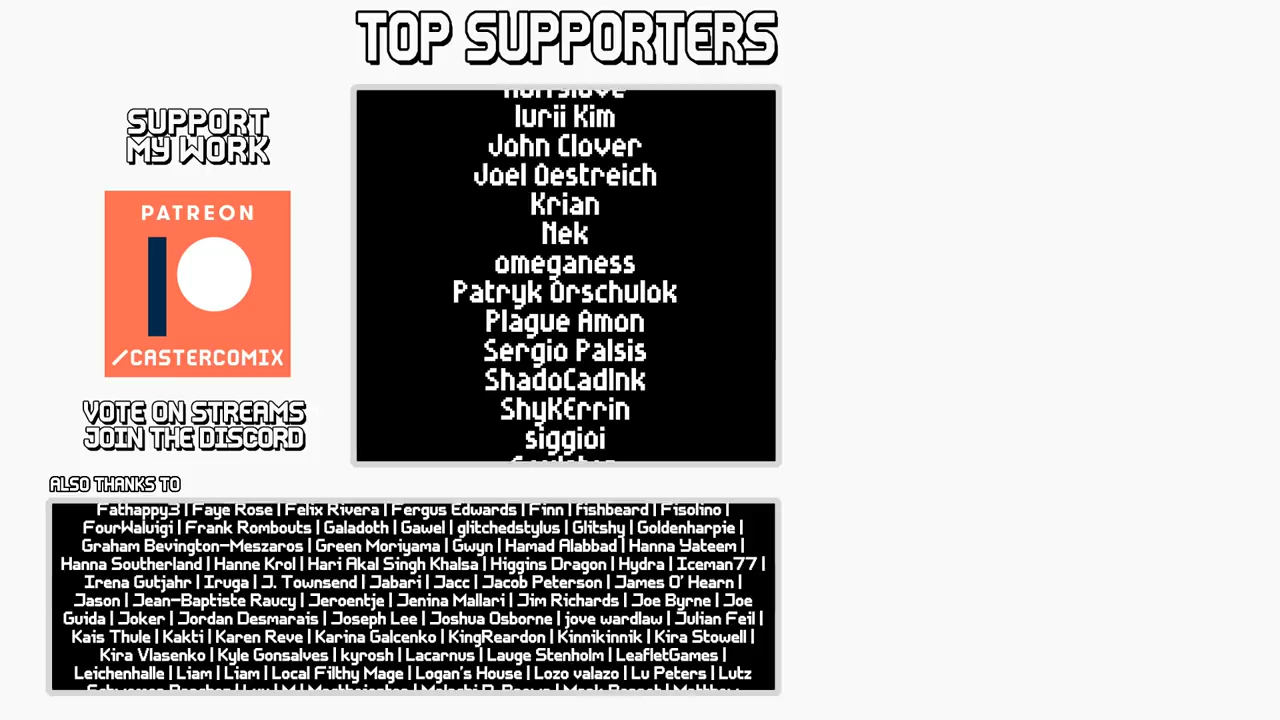 TOP SUPPORTERS
SUPPORT
MY WORK
PATREON
/CASTERCOMIX
VOTE ON STREAMS
JOIN THE DISCORD
Iurii Kim
John Clover
Joel Oestreich
Krian
Nek
omeganess
Patryk Orschulok
Plague Amon
Sergio Palsis
ShadoCadInk
ShyKErrin
siggioi
ALSO THANKS TO
Fathappy3 | Faye Rose | Felix Rivera | Fergus Edwards | Finn | fishbeard | Fisolino |
FourWaluigi | Frank Rombouts | Galadoth | Gawel | glitchedstylus | Glitshy | Goldenharpie |
Graham Bevington-Meszaros | Green Moriyama | Gwyn | Hamad Alabbad | Hanna Yateem |
Hanna Southerland | Hanne Krol | Hari Akal Singh Khalsa | Higgins Dragon | Hydra | Iceman77 |
Irena Gutjahr | Iruga | J. Townsend | Jabari | Jacc | Jacob Peterson | James O' Hearn |
Jason | Jean-Baptiste Raucy | Jeroentje | Jenina Mallari | Jim Richards | Joe Byrne | Joe
Guida | Joker | Jordan Desmarais | Joseph Lee | Joshua Osborne | jove wardlaw | Julian Feil |
Kais Thule | Kakti | Karen Reve | Karina Galcenko | KingReardon | Kinnikinnik | Kira Stowell |
Kira Vlasenko | Kyle Gonsalves | kyrosh | Lacarnus | Lauge Stenholm | LeafletGames |
Leichenhalle | Liam | Liam | Local Filthy Mage | Logan's House | Lozo valazo | Lu Peters | Lutz